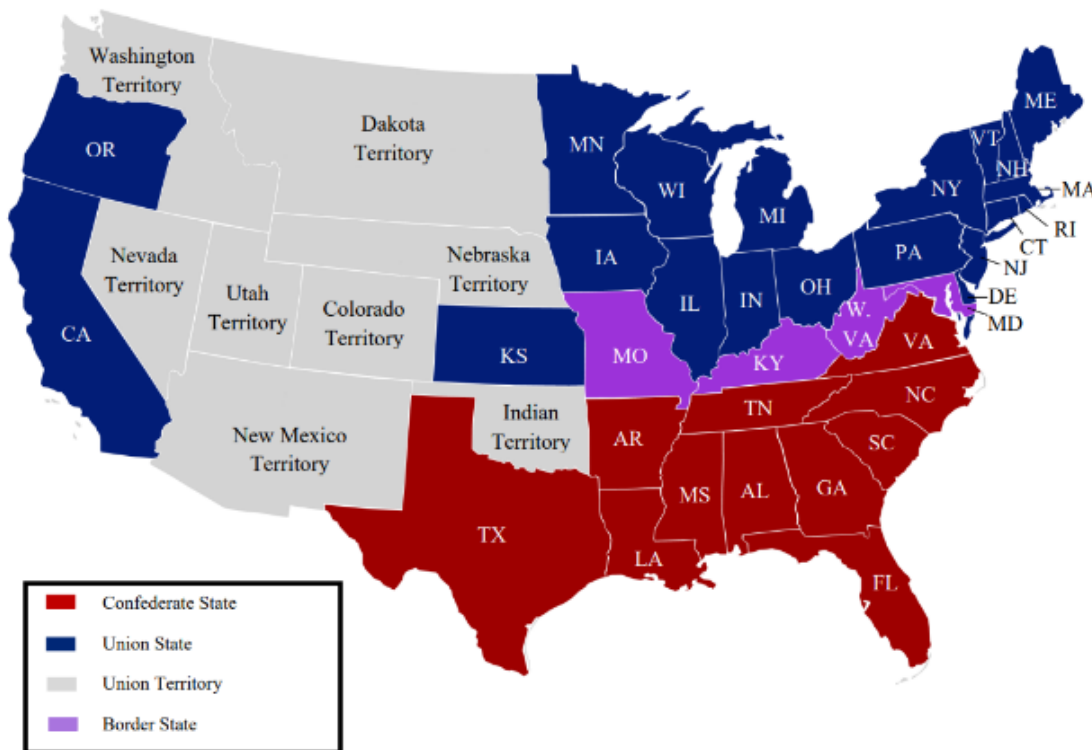 Washington
Territory
OR
Dakota
Territory
MN
ME
VT
NH
WI
NY
MA
MI
RI
CT
Nevada
Territory
Nebraska
Territory
IA
PA
NJ
Utah
Territory
Colorado
Territory
IL
IN
OH
DE
MD
CA
W.
VA
VA
KS
MO
KY
New Mexico
Territory
Indian
Territory
TN
NC
AR
SC
MS
AL
GA
TX
LA
FL
Confederate State
Union State
Union Territory
Border State